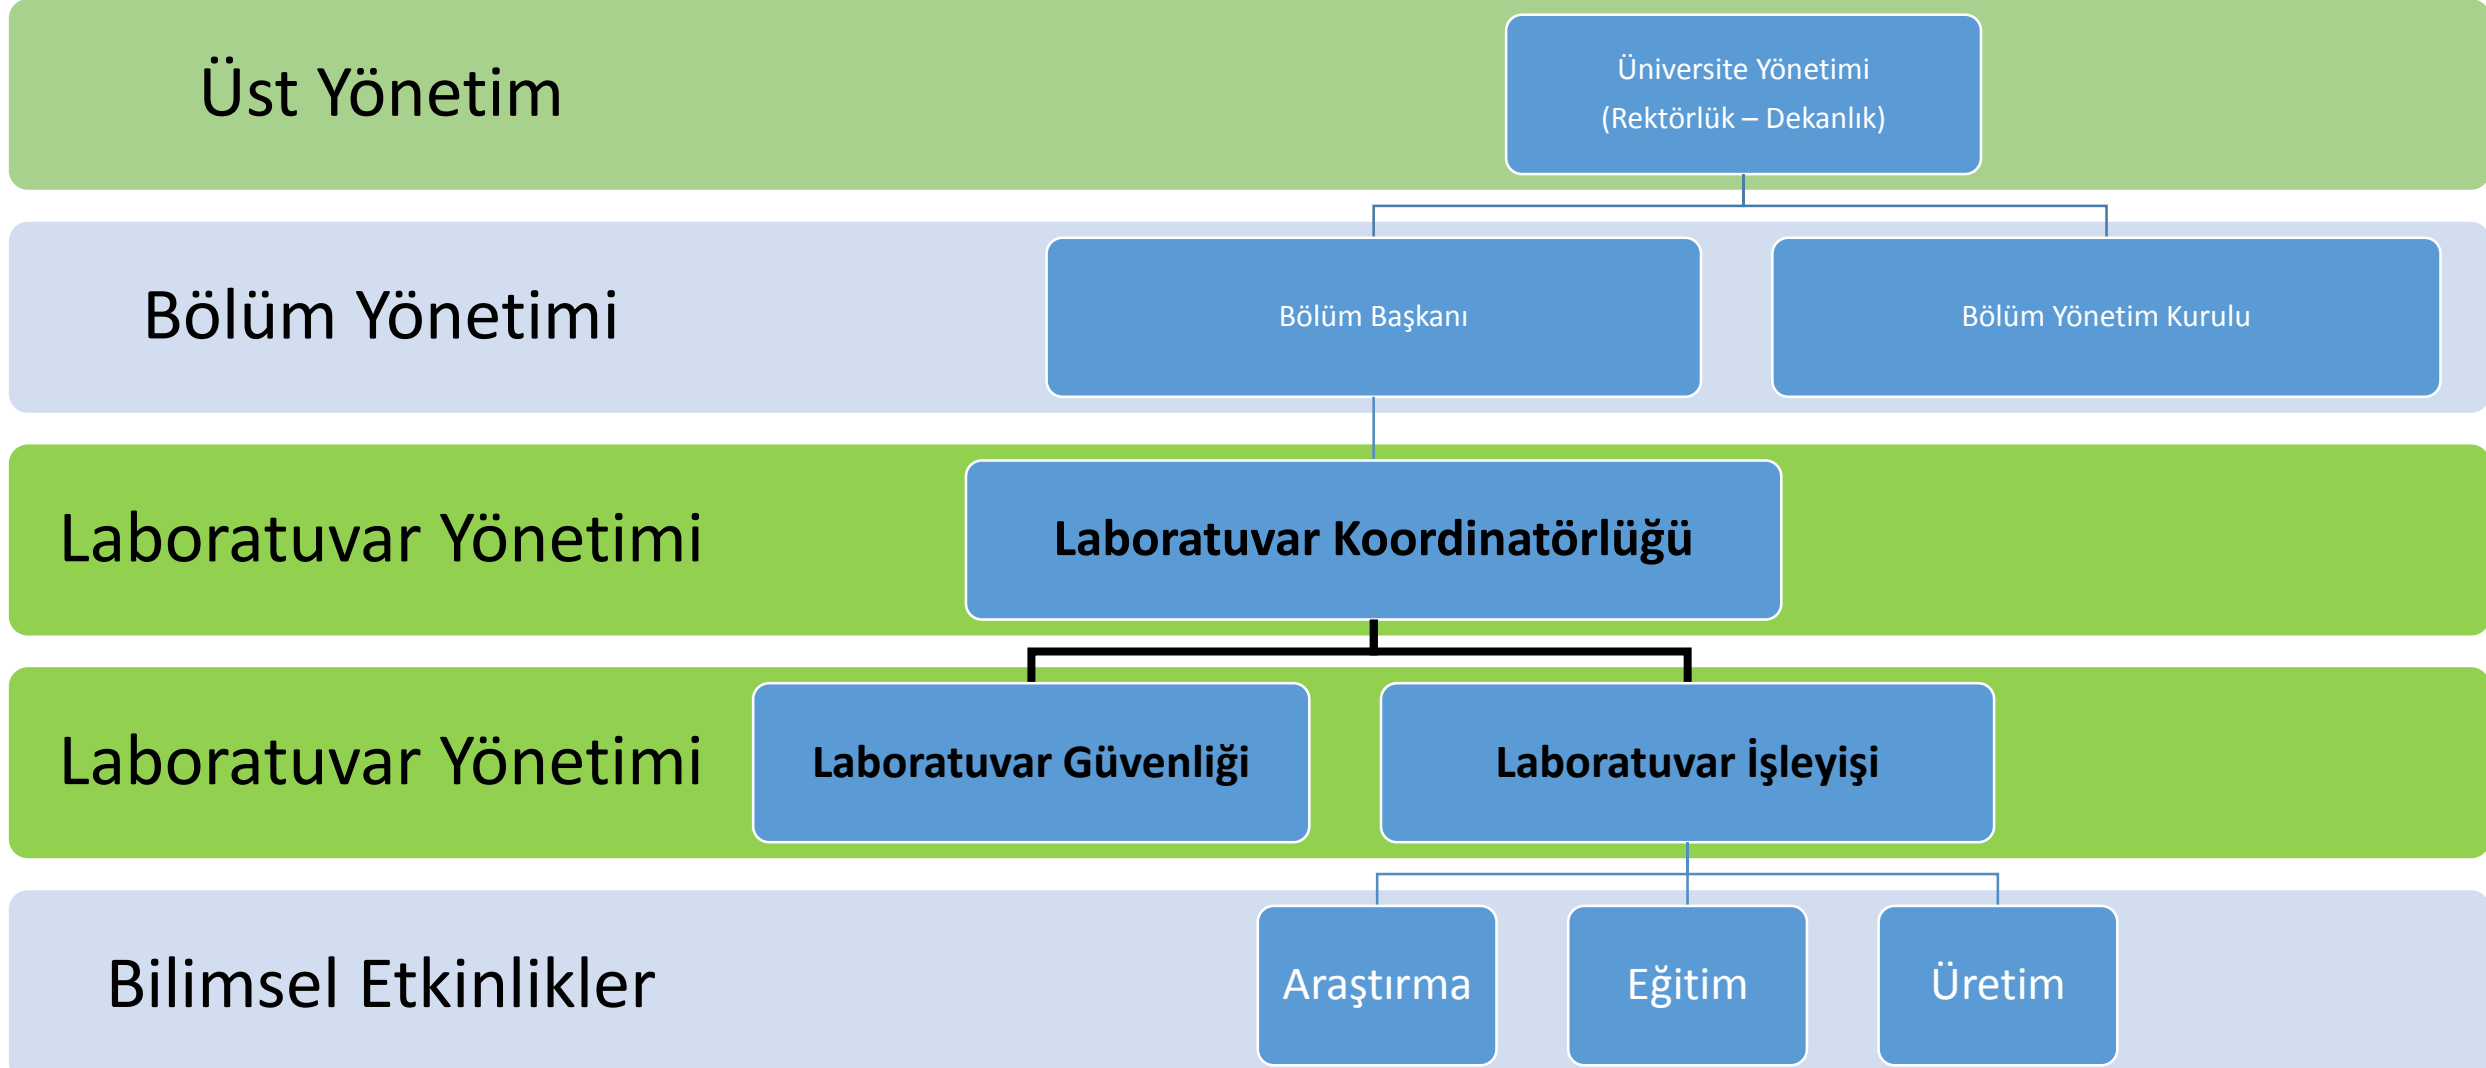 Üst Yönetim
Üniversite Yönetimi
(Rektörlük – Dekanlık)
Bölüm Yönetimi
Bölüm Başkanı
Bölüm Yönetim Kurulu
Laboratuvar Yönetimi
Laboratuvar Koordinatörlüğü
Laboratuvar Yönetimi
Laboratuvar Güvenliği
Laboratuvar İşleyişi
Bilimsel Etkinlikler
Araştırma
Eğitim
Üretim